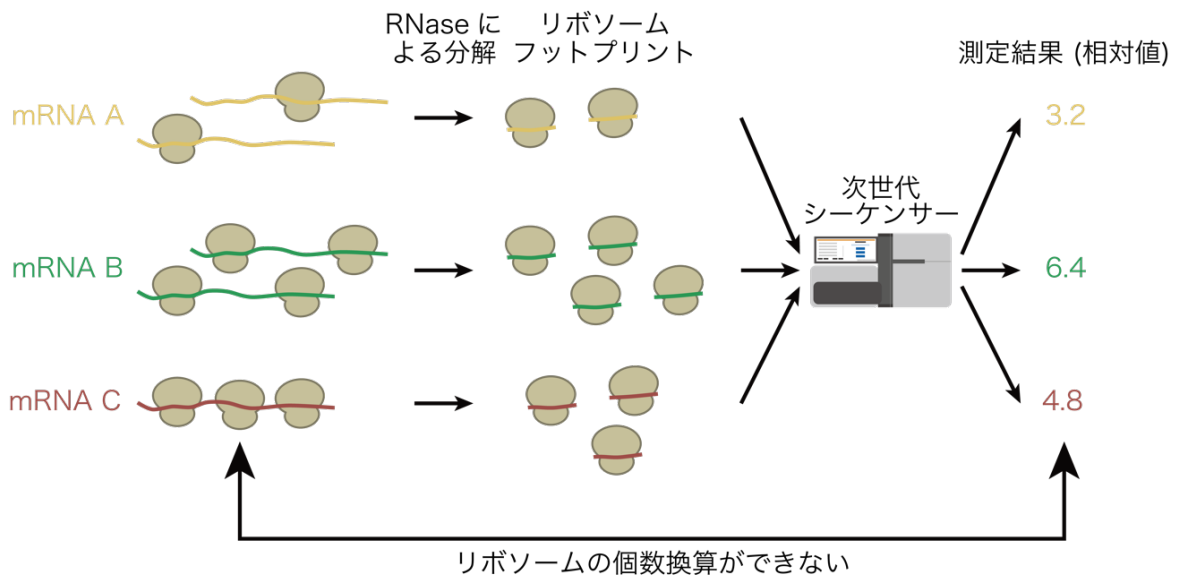 RNase に
よる分解
リボソーム
フットプリント
測定結果 (相対値)
mRNA A
3.2
次世代
シーケンサー
mRNA B
6.4
mRNA C
4.8
リボソームの個数換算ができない